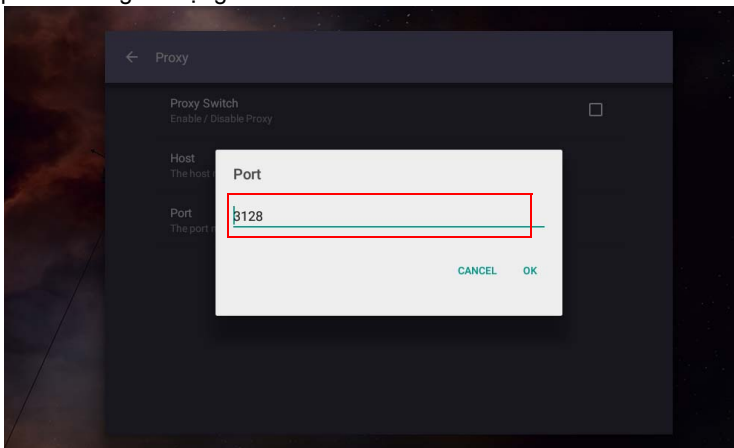 Proxy
Proxy Switch
Enable / Disable Proxy
Host
The host
Port
3128
CANCEL OK
Port
The port